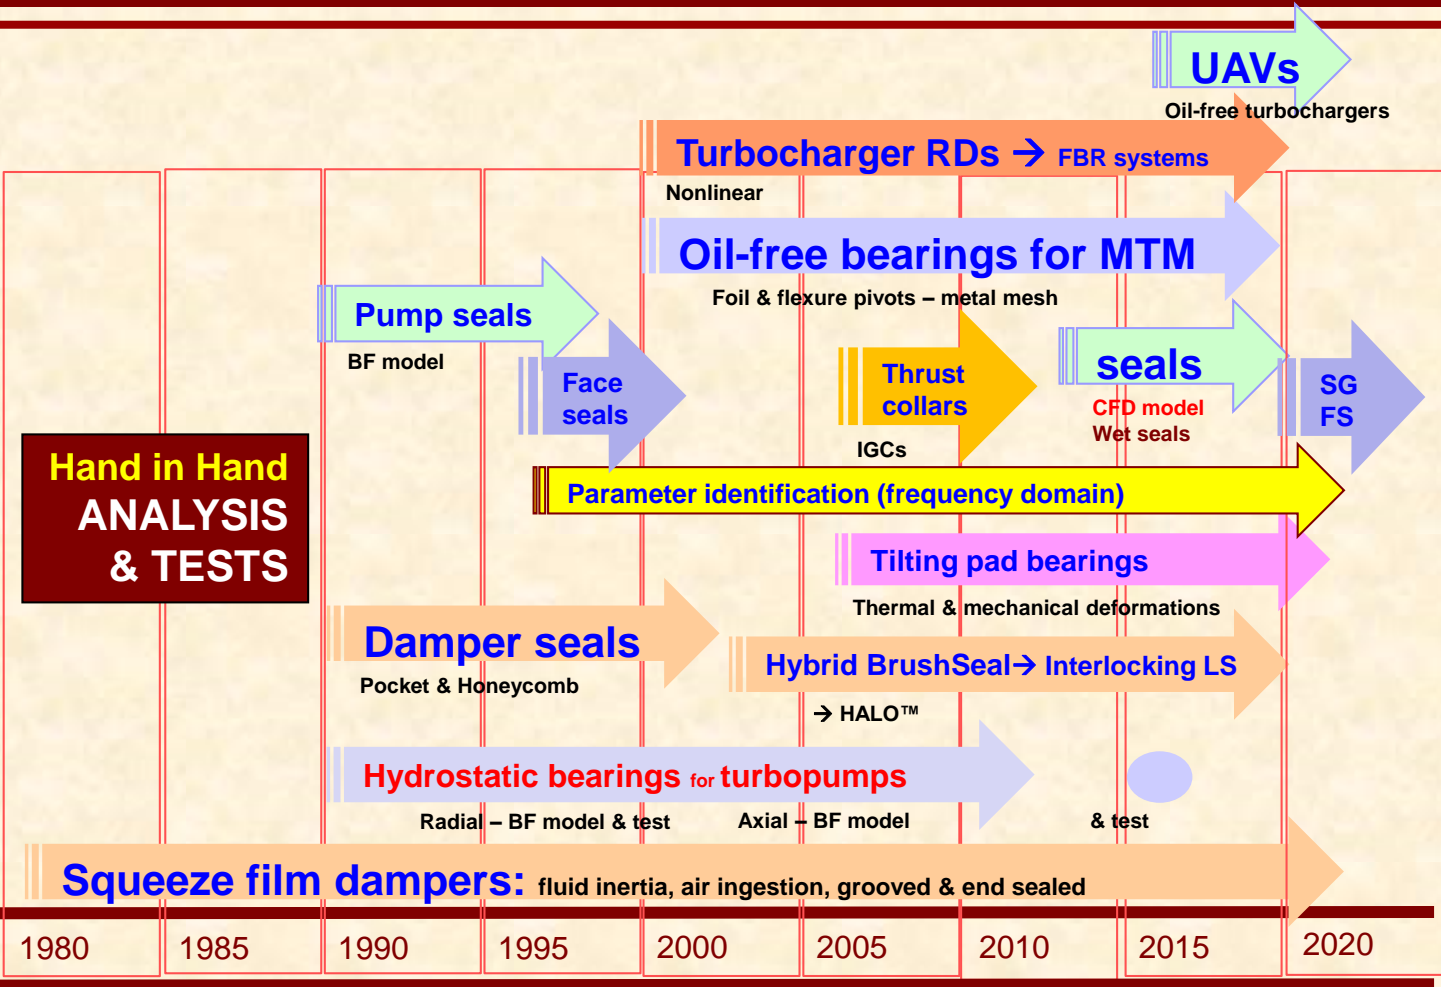 UAVs
Oil-free turbochargers
Turbocharger RDs → FBR systems
Nonlinear
Oil-free bearings for MTM
Foil & flexure pivots – metal mesh
Pump seals
BF model
Face
seals
Thrust
collars
IGCs
seals
CFD model
Wet seals
SG
FS
Hand in Hand
ANALYSIS
& TESTS
Parameter identification (frequency domain)
Tilting pad bearings
Thermal & mechanical deformations
Damper seals
Pocket & Honeycomb
Hybrid BrushSeal→ Interlocking LS
→ HALO™
Hydrostatic bearings for turbopumps
Radial – BF model & test
Axial – BF model
& test
Squeeze film dampers: fluid inertia, air ingestion, grooved & end sealed
1980 1985 1990 1995 2000 2005 2010 2015 2020